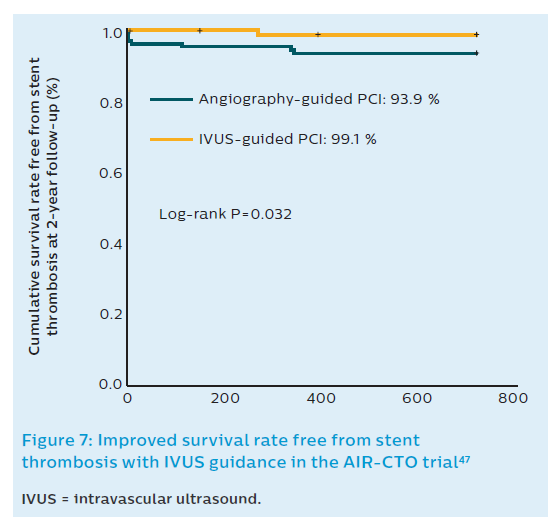 Cumulative survival rate free from stent
thrombosis at 2-year follow-up (%)
1.0
0.8
0.6
0.4
0.2
0.0
Angiography-guided PCI: 93.9 %
IVUS-guided PCI: 99.1 %
Log-rank P=0.032
0 200 400 600 800
Figure 7: Improved survival rate free from stent
thrombosis with IVUS guidance in the AIR-CTO trial⁴⁷
IVUS = intravascular ultrasound.